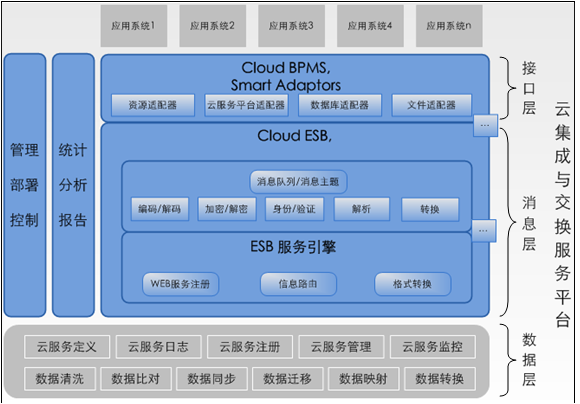 应用系统1
应用系统2
应用系统3
应用系统4
应用系统n
Cloud BPMS,
Smart Adaptors
资源适配器
云服务平台适配器
数据库适配器
文件适配器
...
接口层
管理
部署
控制
统计
分析
报告
Cloud ESB,
消息队列/消息主题
编码/解码
加密/解密
身份/验证
解析
转换
...
ESB 服务引擎
WEB服务注册
信息路由
格式转换
消息层
云集成与交换服务平台
云服务定义
云服务日志
云服务注册
云服务管理
云服务监控
数据清洗
数据比对
数据同步
数据迁移
数据映射
数据转换
数据层